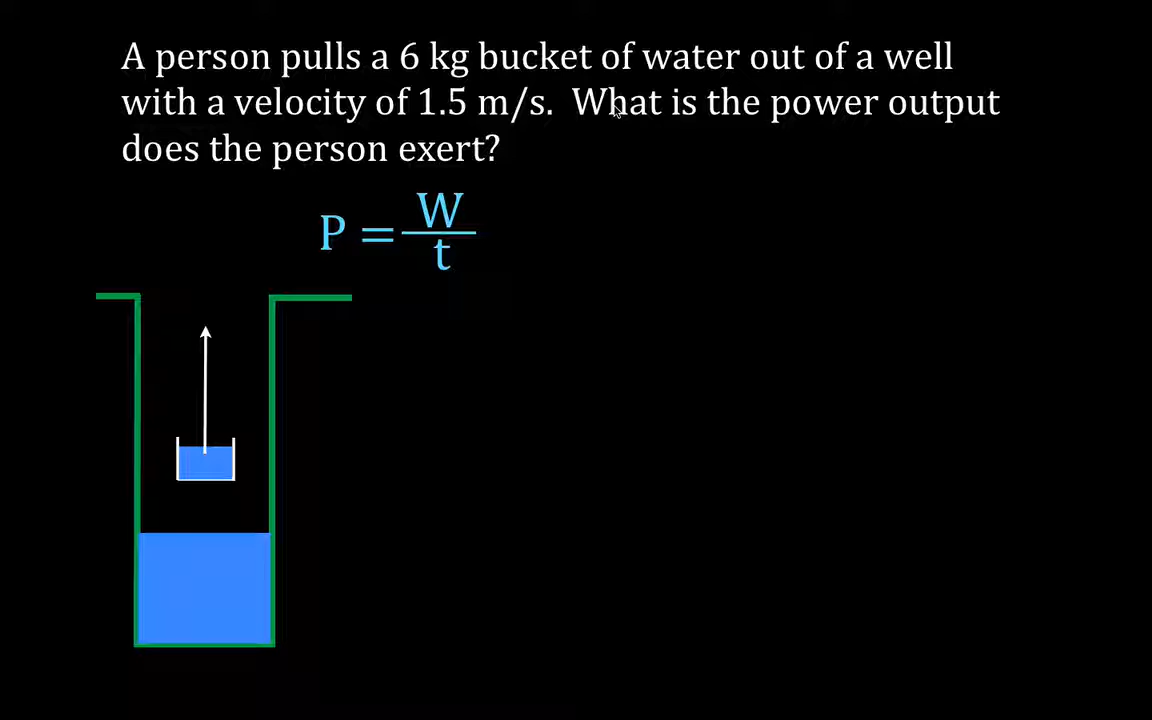 A person pulls a 6 kg bucket of water out of a well
with a velocity of 1.5 m/s.  What is the power output
does the person exert?
P = W
t